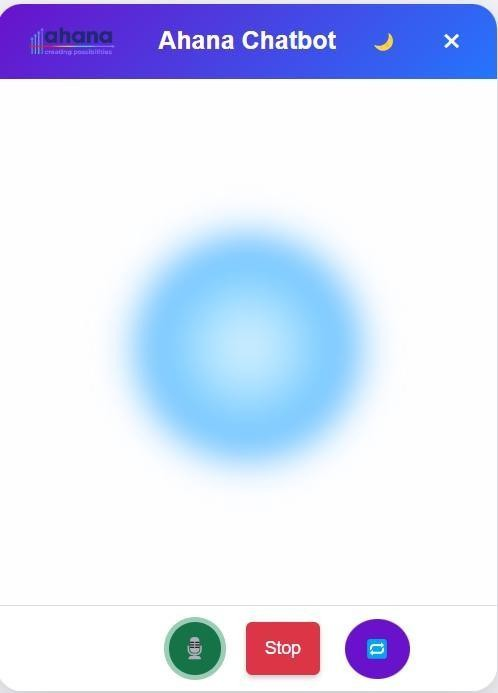 ahana
creating possibilities
Ahana Chatbot
Stop